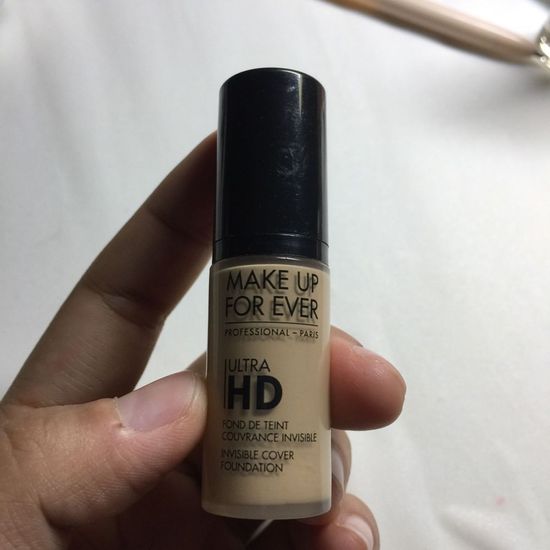 MAKE UP
FOR EVER
PROFESSIONAL – PARIS
ULTRA
HD
FOND DE TEINT
COUVRANCE INVISIBLE
INVISIBLE COVER
FOUNDATION